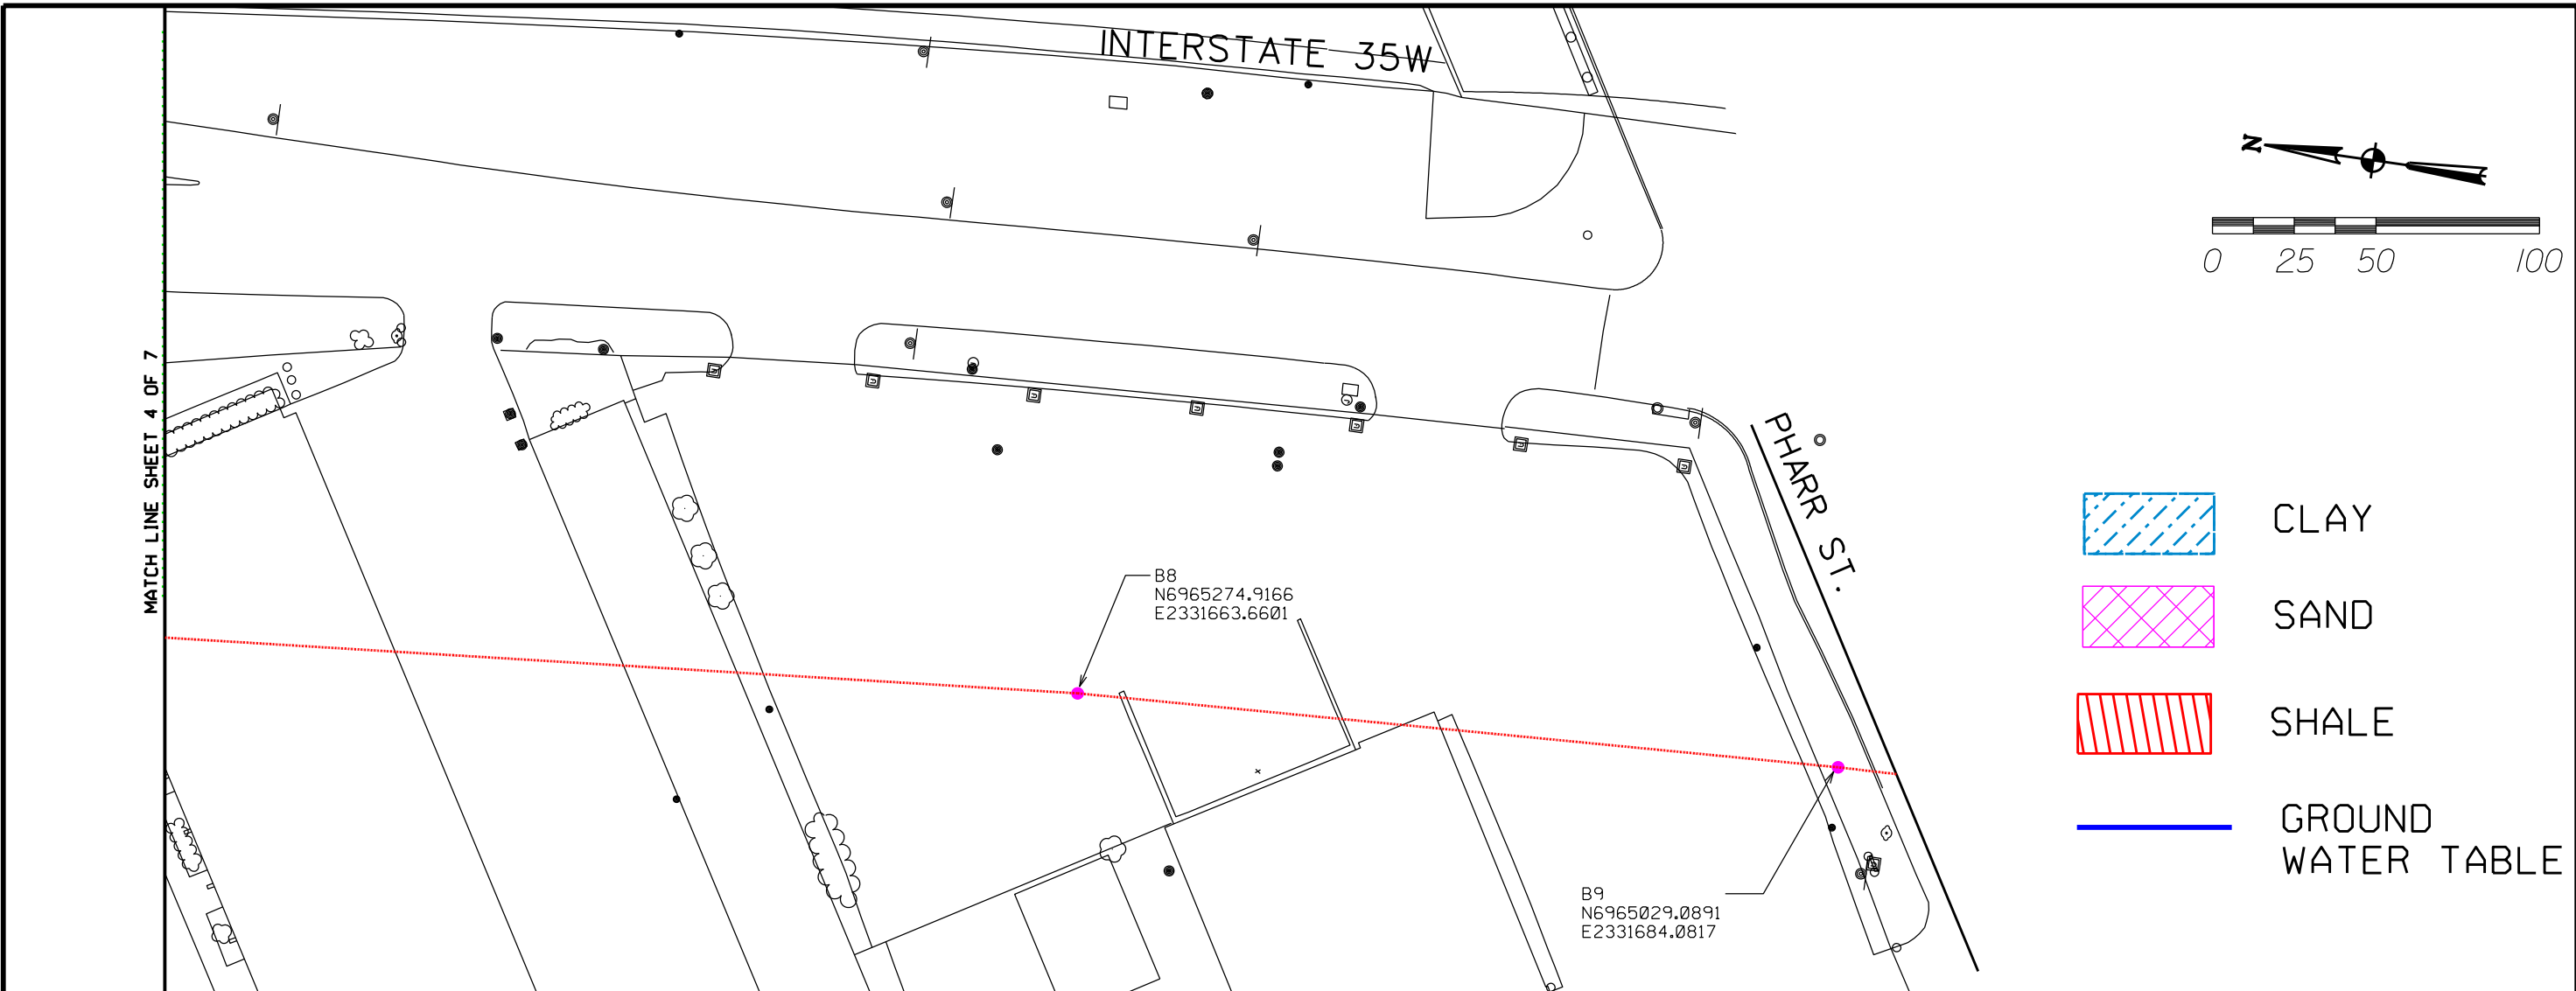 INTERSTATE 35W
N
0 25 50 100
MATCH LINE SHEET 4 OF 7
PHARR ST.
CLAY
SAND
SHALE
GROUND
WATER TABLE
B8
N6965274.9166
E2331663.6601
B9
N6965029.0891
E2331684.0817